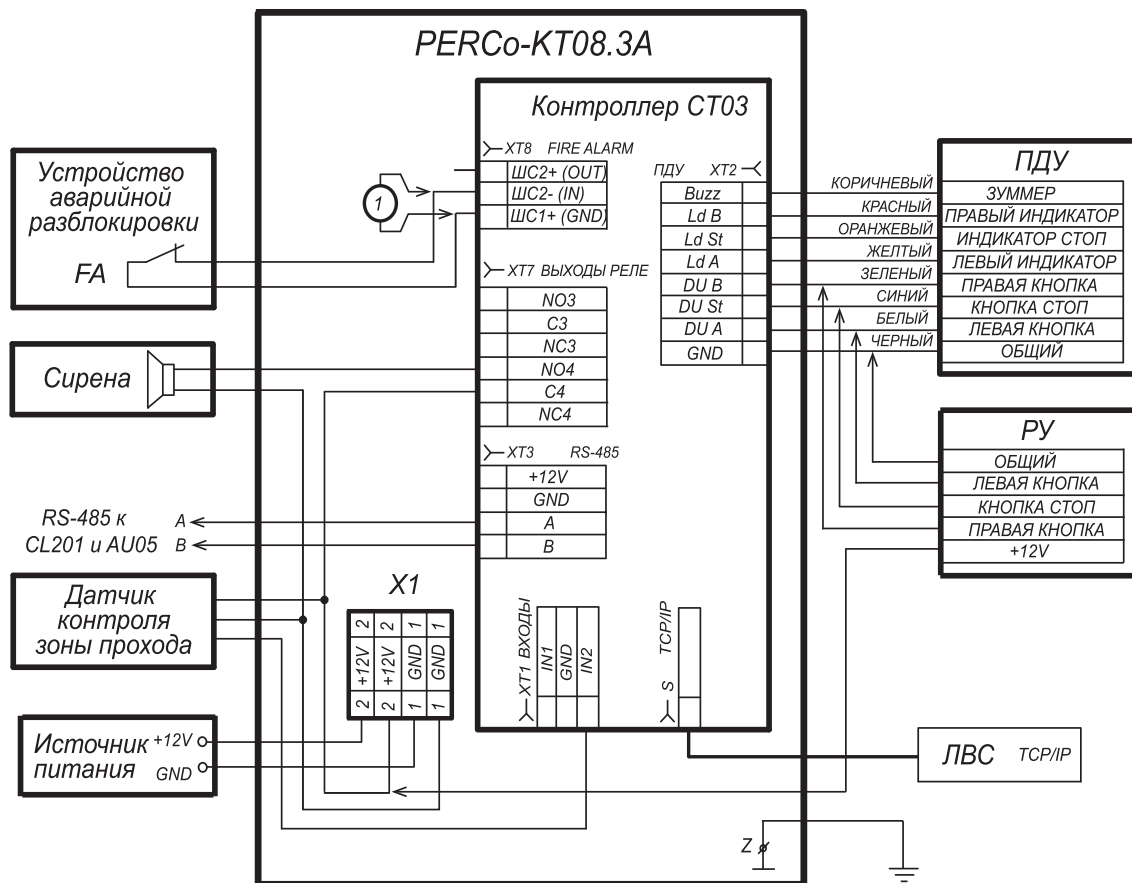 PERCo-KT08.3A
Контроллер CT03
XT8 FIRE ALARM
ШС2+ (OUT)
ШС2- (IN)
ШС1+ (GND)
1
Устройство
аварийной
разблокировки
FA
XT7 ВЫХОДЫ РЕЛЕ
NO3
C3
NC3
NO4
C4
NC4
Сирена
XT3 RS-485
+12V
GND
A
B
RS-485 к A
CL201 и AU05 B
Датчик
контроля
зоны прохода
X1
2 2 1 1
+12V +12V GND GND
2 2 1 1
Источник +12V
питания GND
XT1 ВХОДЫ
IN1
GND
IN2
S TCP/IP
ПДУ XT2
Buzz
Ld B
Ld St
Ld A
DU B
DU St
DU A
GND
КОРИЧНЕВЫЙ
КРАСНЫЙ
ОРАНЖЕВЫЙ
ЖЕЛТЫЙ
ЗЕЛЕНЫЙ
СИНИЙ
БЕЛЫЙ
ЧЕРНЫЙ
ПДУ
ЗУММЕР
ПРАВЫЙ ИНДИКАТОР
ИНДИКАТОР СТОП
ЛЕВЫЙ ИНДИКАТОР
ПРАВАЯ КНОПКА
КНОПКА СТОП
ЛЕВАЯ КНОПКА
ОБЩИЙ
РУ
ОБЩИЙ
ЛЕВАЯ КНОПКА
КНОПКА СТОП
ПРАВАЯ КНОПКА
+12V
ЛВС TCP/IP
Z